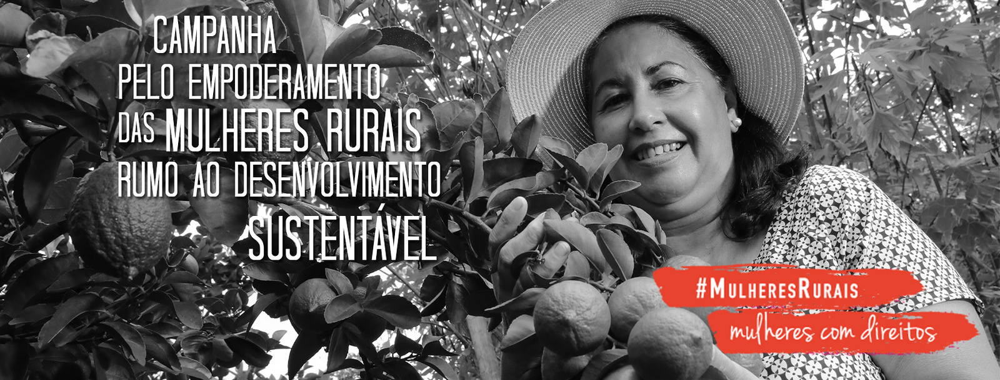 CAMPANHA
PELO EMPODERAMENTO
DAS MULHERES RURAIS
RUMO AO DESENVOLVIMENTO
SUSTENTÁVEL
#MULHERESRURAIS
mulheres com direitos